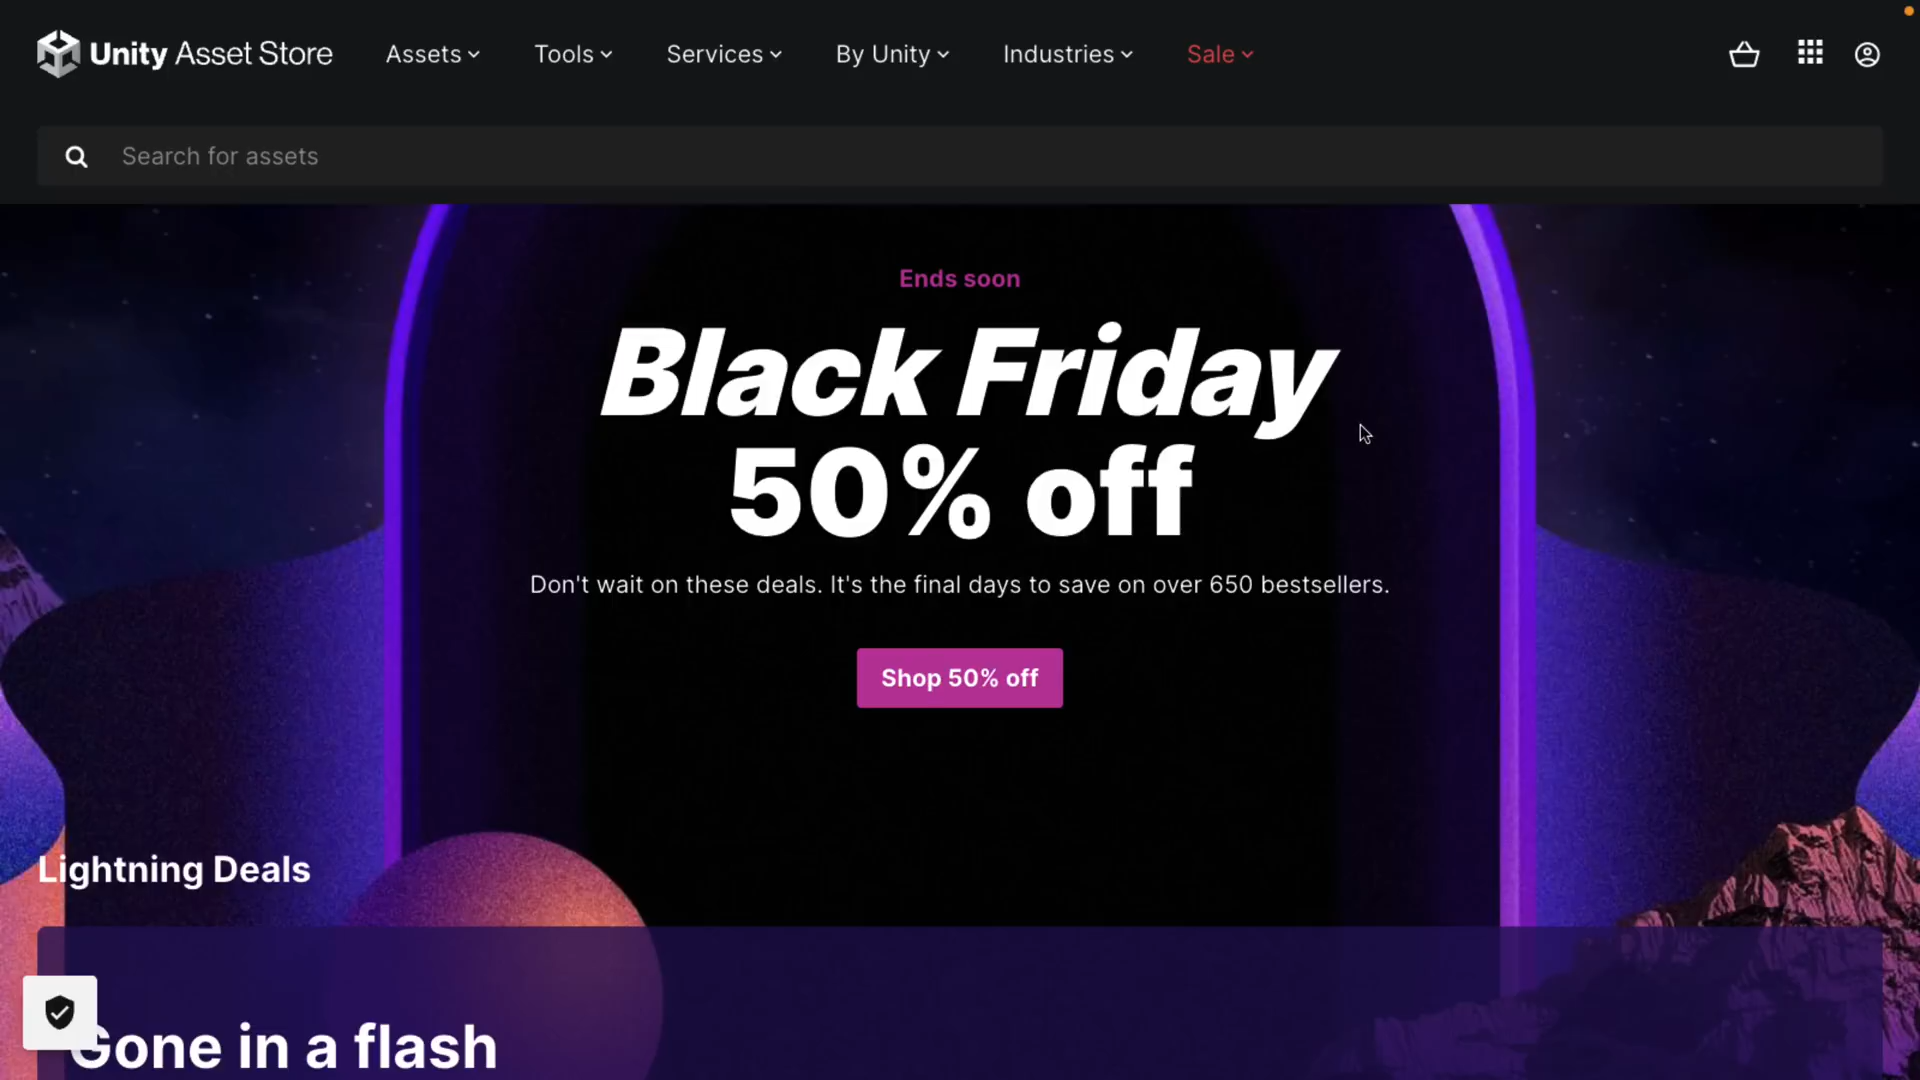 Unity Asset Store
Assets
Tools
Services
By Unity
Industries
Sale
Search for assets
Ends soon
Black Friday
50% off
Don't wait on these deals. It's the final days to save on over 650 bestsellers.
Shop 50% off
Lightning Deals
Gone in a flash